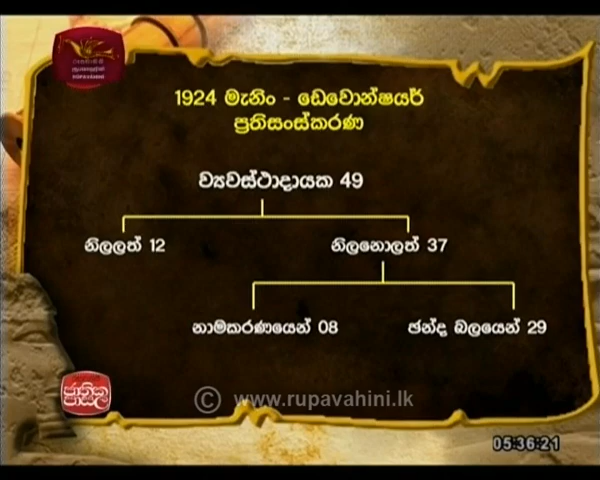 1924 මැනිං - ඩෙවොන්ෂයර්
ප්‍රතිසංස්කරණ
ව්‍යවස්ථාදායක 49
නිලලත් 12
නිලනොලත් 37
නාමකරණයෙන් 08
ඡන්ද බලයෙන් 29
ජාතික
පාසල
© www.rupavahini.lk
05:36:21